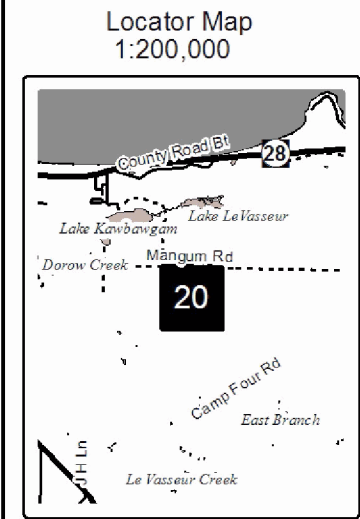 Locator Map
1:200,000
County Road Bt
28
Lake LeVasseur
Lake Kawbawgam
Mangum Rd
Dorow Creek
20
Camp Four Rd
East Branch
J H Ln
Le Vasseur Creek